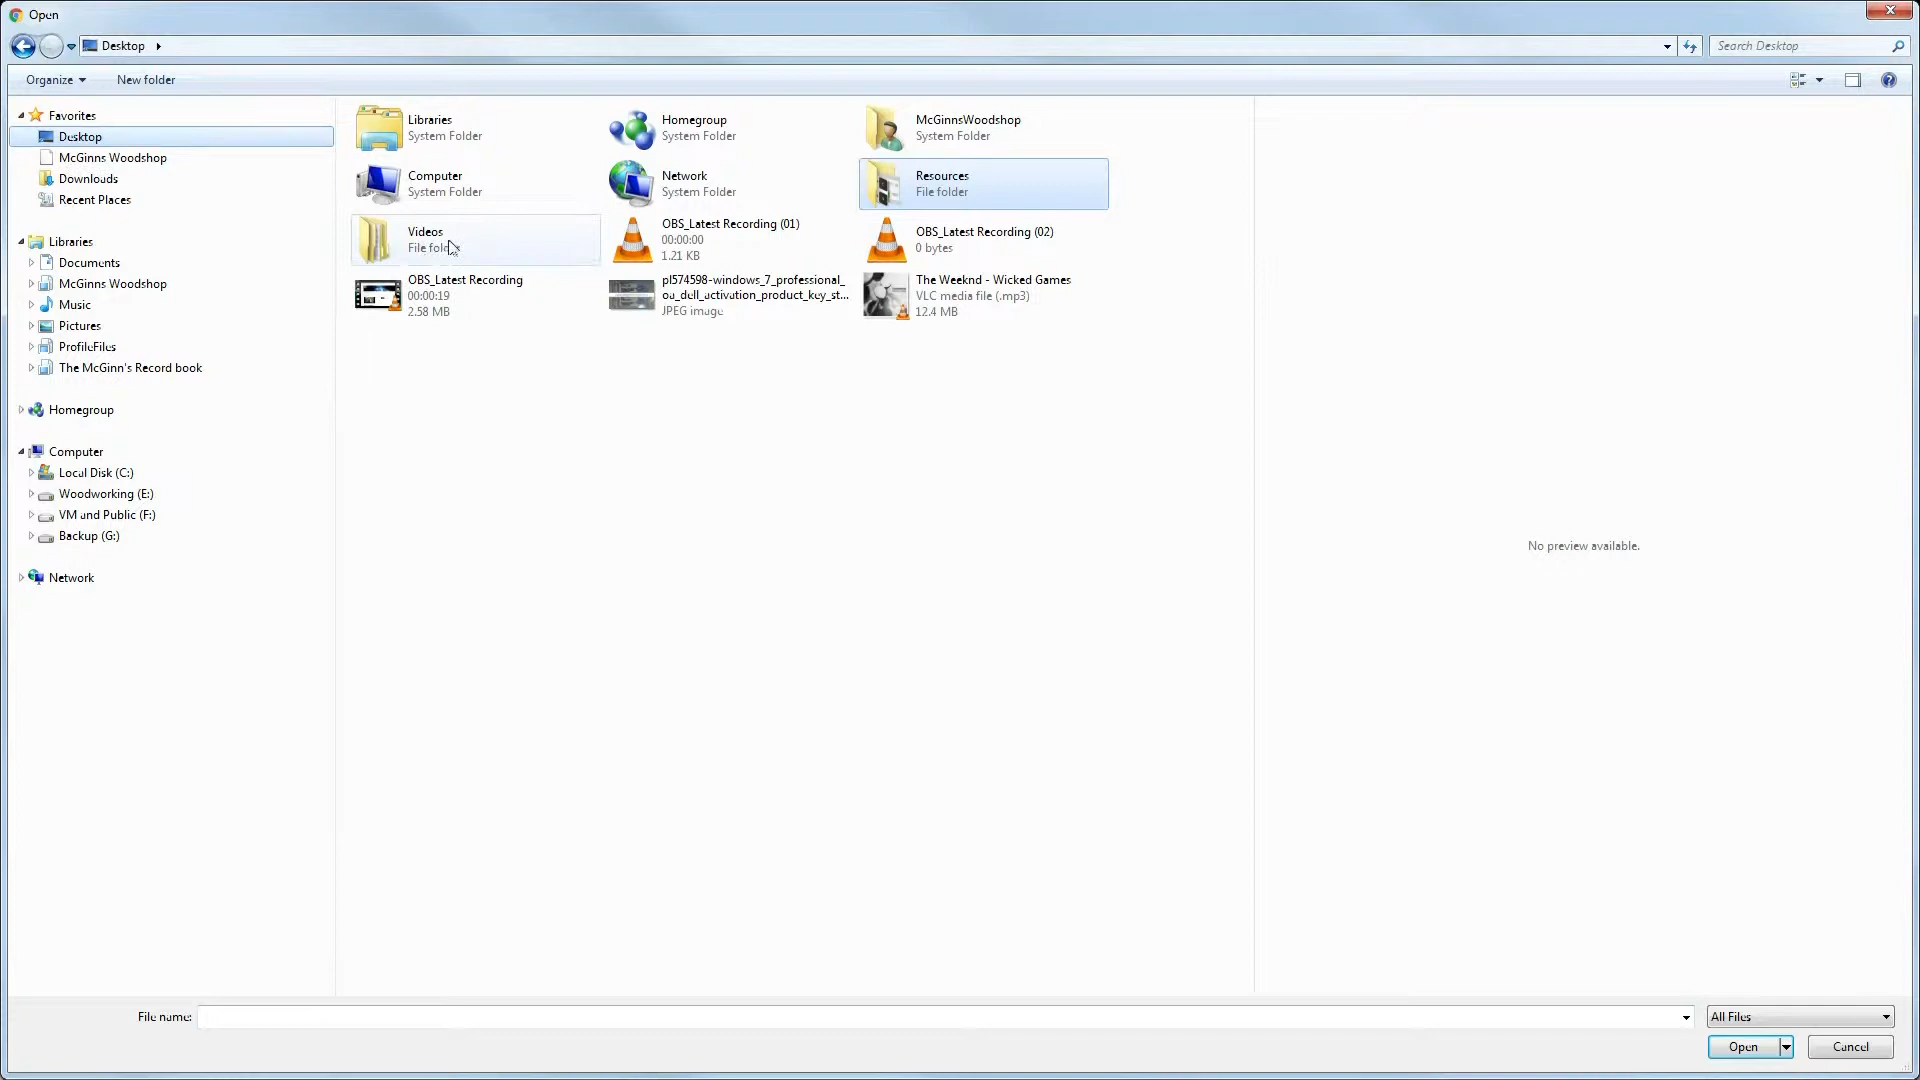 Open
Desktop
Search Desktop
Organize
New folder
Favorites
Desktop
McGinns Woodshop
Downloads
Recent Places
Libraries
Documents
McGinns Woodshop
Music
Pictures
ProfileFiles
The McGinn's Record book
Homegroup
Computer
Local Disk (C:)
Woodworking (E:)
VM and Public (F:)
Backup (G:)
Network
Libraries
System Folder
Homegroup
System Folder
McGinnsWoodshop
System Folder
Computer
System Folder
Network
System Folder
Resources
File folder
Videos
File
OBS_Latest Recording (01)
00:00:00
1.21 KB
OBS_Latest Recording (02)
0 bytes
OBS_Latest Recording
00:00:19
2.58 MB
pl574598-windows_7_professional_
oa_dell_activation_product_key_st...
JPEG image
The Weeknd - Wicked Games
VLC media file (.mp3)
12.4 MB
No preview available.
File name:
All Files
Open
Cancel